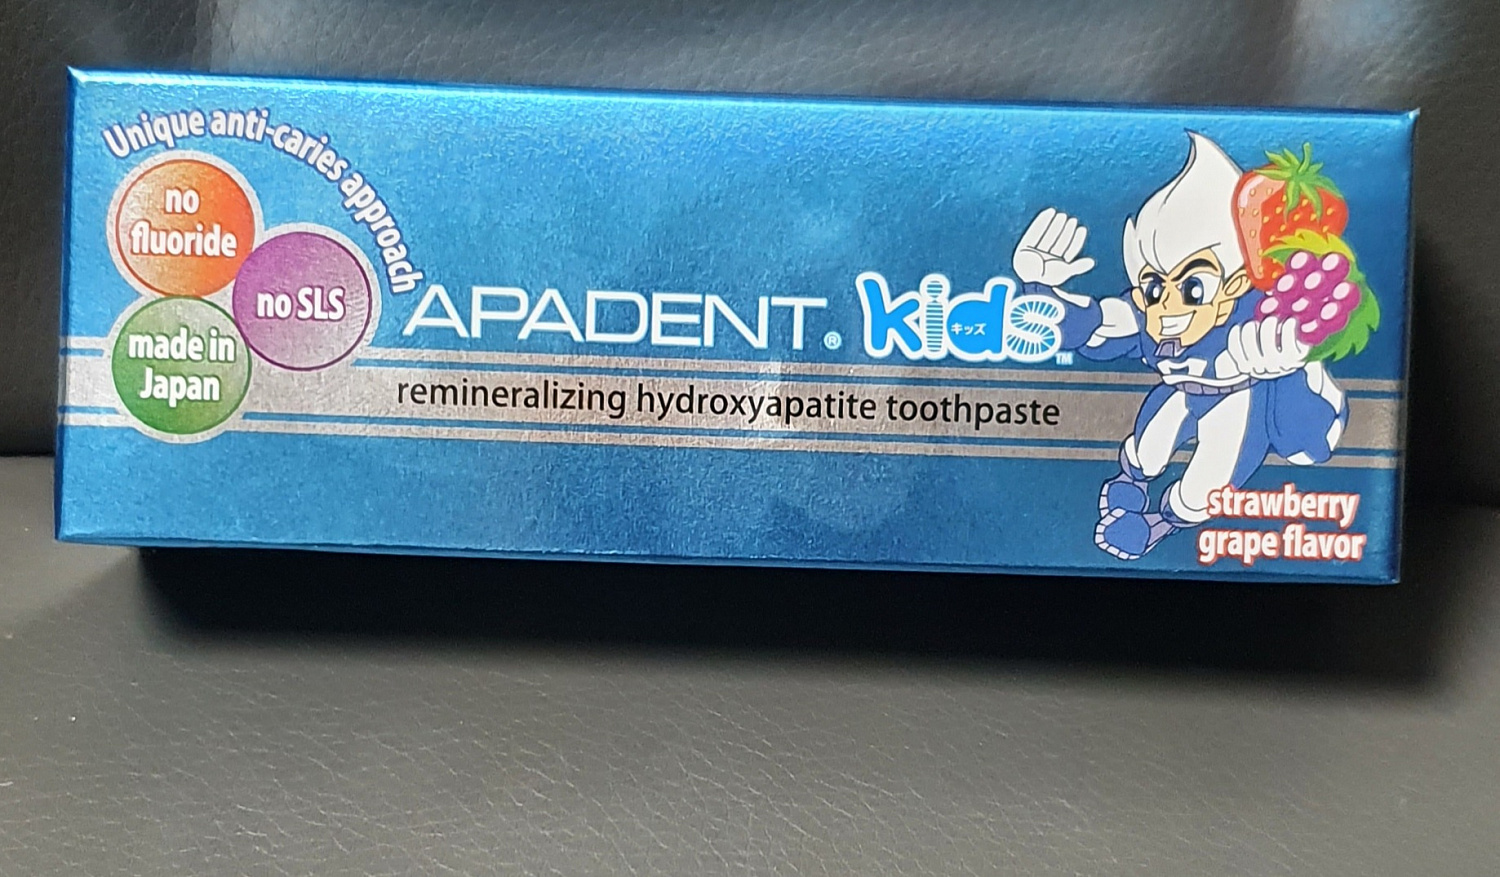 Unique anti-caries approach
no
fluoride
no SLS
made in
Japan
APADENT® kids™
キッズ
remineralizing hydroxyapatite toothpaste
strawberry
grape flavor